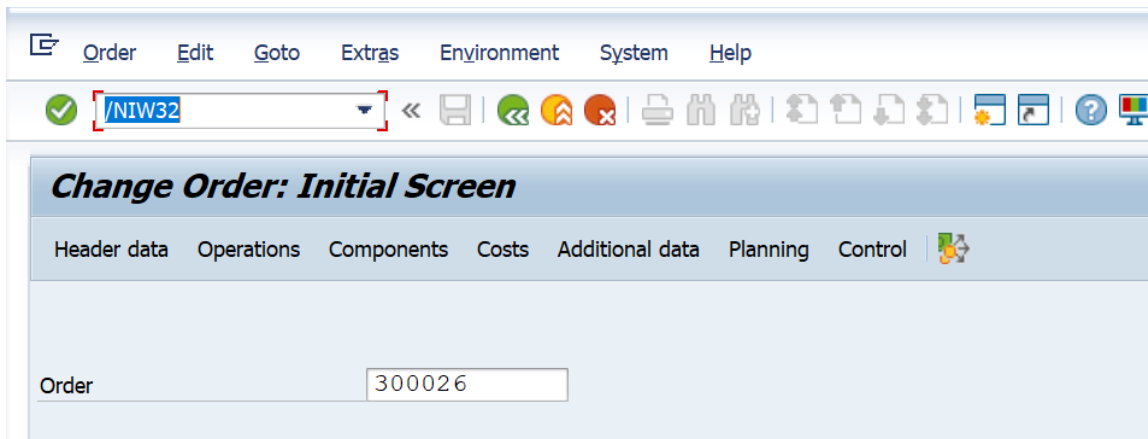 Order Edit Goto Extras Environment System Help
/NIW32
Change Order: Initial Screen
Header data Operations Components Costs Additional data Planning Control
Order 300026